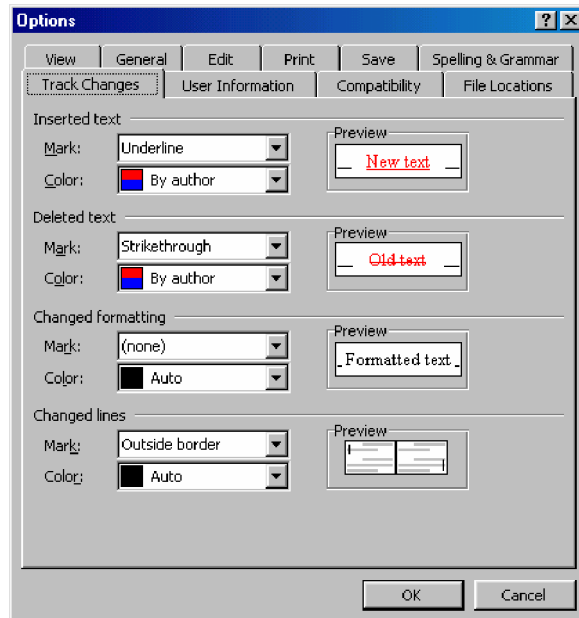 Options
View General Edit Print Save Spelling & Grammar
Track Changes User Information Compatibility File Locations
Inserted text
Preview
Mark: Underline
New text
Color: By author
Deleted text
Preview
Mark: Strikethrough
Old text
Color: By author
Changed formatting
Preview
Mark: (none)
Formatted text
Color: Auto
Changed lines
Preview
Mark: Outside border
Color: Auto
OK Cancel